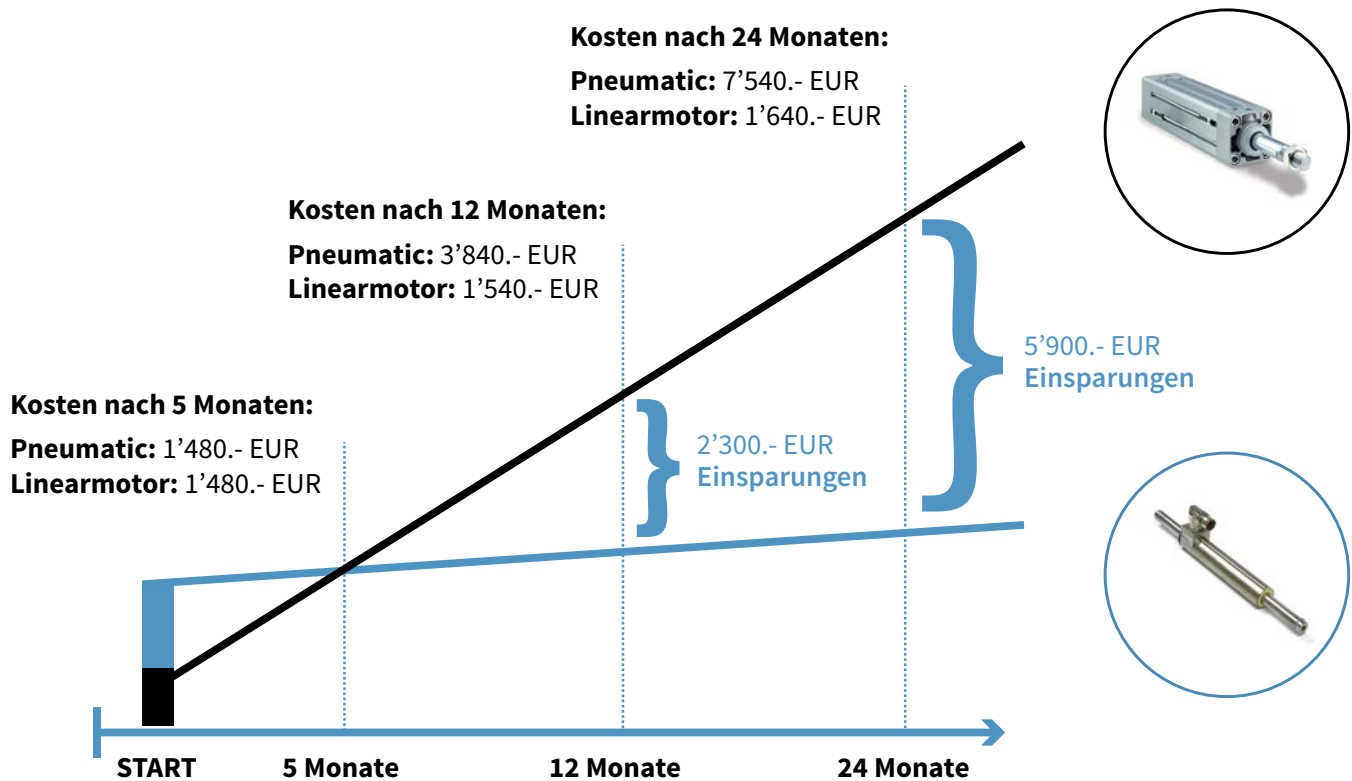 Kosten nach 24 Monaten:
Pneumatic: 7’540.- EUR
Linearmotor: 1’640.- EUR
Kosten nach 12 Monaten:
Pneumatic: 3’840.- EUR
Linearmotor: 1’540.- EUR
5’900.- EUR
Einsparungen
Kosten nach 5 Monaten:
Pneumatic: 1’480.- EUR
Linearmotor: 1’480.- EUR
2’300.- EUR
Einsparungen
START
5 Monate
12 Monate
24 Monate